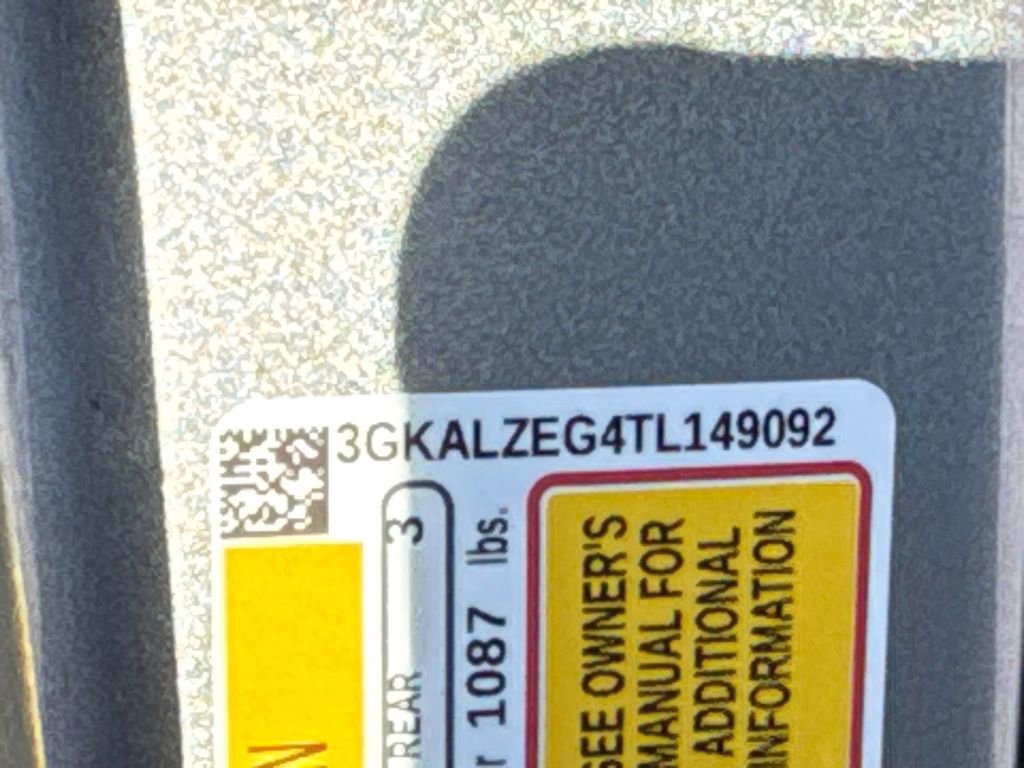 3GKALZEG4TL149092
REAR 3
1087 lbs.
SEE OWNER'S
MANUAL FOR
ADDITIONAL
INFORMATION